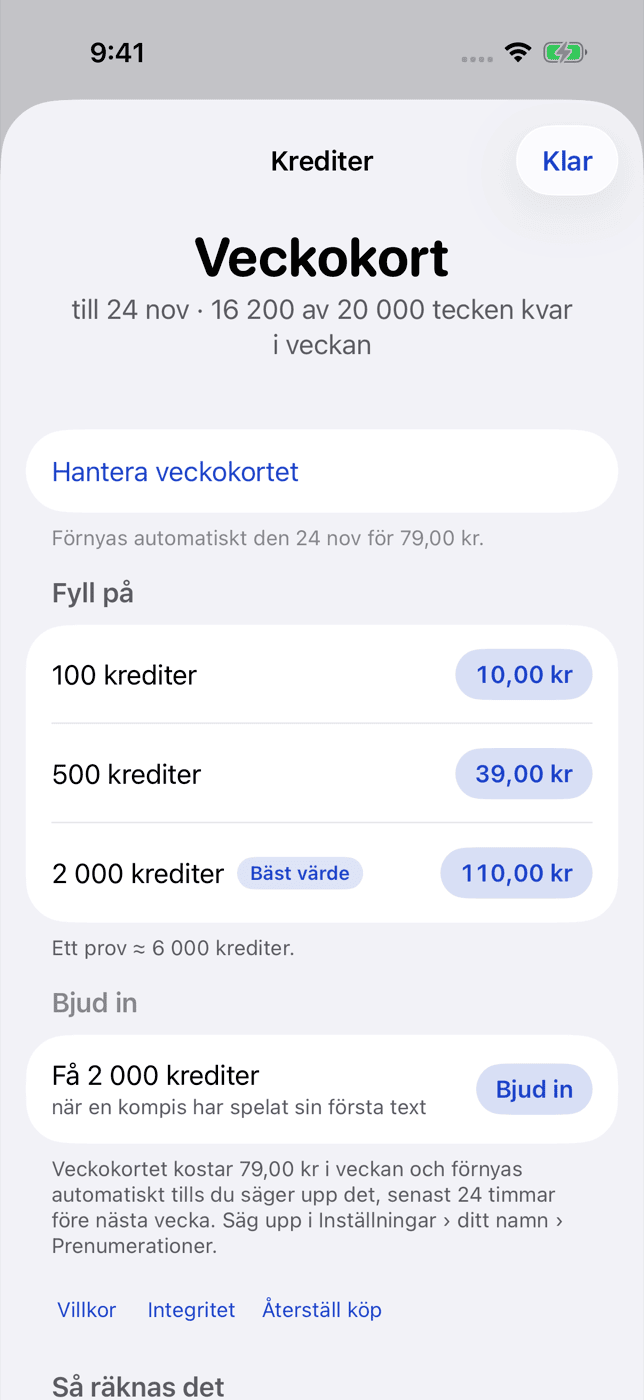 9:41
Krediter
Klar
Veckokort
till 24 nov · 16 200 av 20 000 tecken kvar
i veckan
Hantera veckokortet
Förnyas automatiskt den 24 nov för 79,00 kr.
Fyll på
100 krediter
10,00 kr
500 krediter
39,00 kr
2 000 krediter
Bäst värde
110,00 kr
Ett prov ≈ 6 000 krediter.
Bjud in
Få 2 000 krediter
när en kompis har spelat sin första text
Bjud in
Veckokortet kostar 79,00 kr i veckan och förnyas
automatiskt tills du säger upp det, senast 24 timmar
före nästa vecka. Säg upp i Inställningar › ditt namn ›
Prenumerationer.
Villkor
Integritet
Återställ köp
Så räknas det